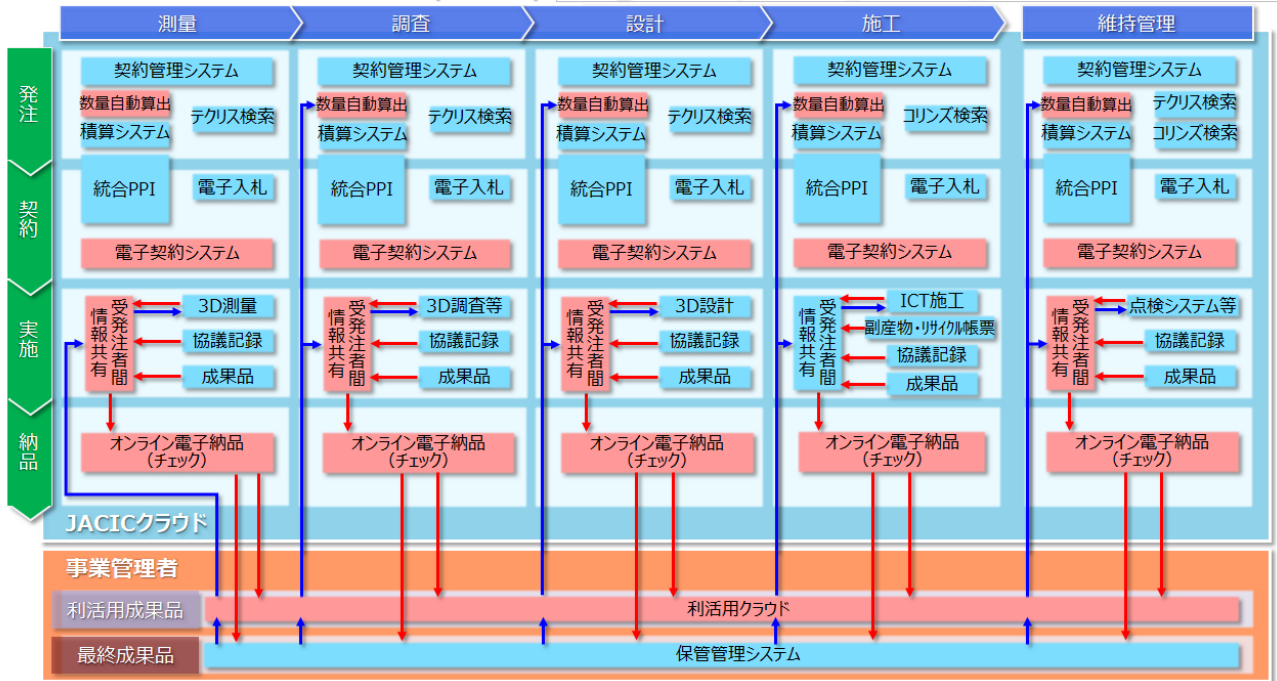 測量
調査
設計
施工
維持管理
発注
契約管理システム
数量自動算出
積算システム
テクリス検索
契約管理システム
数量自動算出
積算システム
テクリス検索
契約管理システム
数量自動算出
積算システム
テクリス検索
契約管理システム
数量自動算出
積算システム
コリンズ検索
契約管理システム
数量自動算出
積算システム
テクリス検索
コリンズ検索
契約
統合PPI
電子入札
電子契約システム
統合PPI
電子入札
電子契約システム
統合PPI
電子入札
電子契約システム
統合PPI
電子入札
電子契約システム
統合PPI
電子入札
電子契約システム
実施
受発注者間
情報共有
3D測量
協議記録
成果品
受発注者間
情報共有
3D調査等
協議記録
成果品
受発注者間
情報共有
3D設計
協議記録
成果品
受発注者間
情報共有
ICT施工
副産物・リサイクル帳票
協議記録
成果品
受発注者間
情報共有
点検システム等
協議記録
成果品
納品
オンライン電子納品
(チェック)
オンライン電子納品
(チェック)
オンライン電子納品
(チェック)
オンライン電子納品
(チェック)
オンライン電子納品
(チェック)
JACICクラウド
事業管理者
利活用成果品
利活用クラウド
最終成果品
保管管理システム